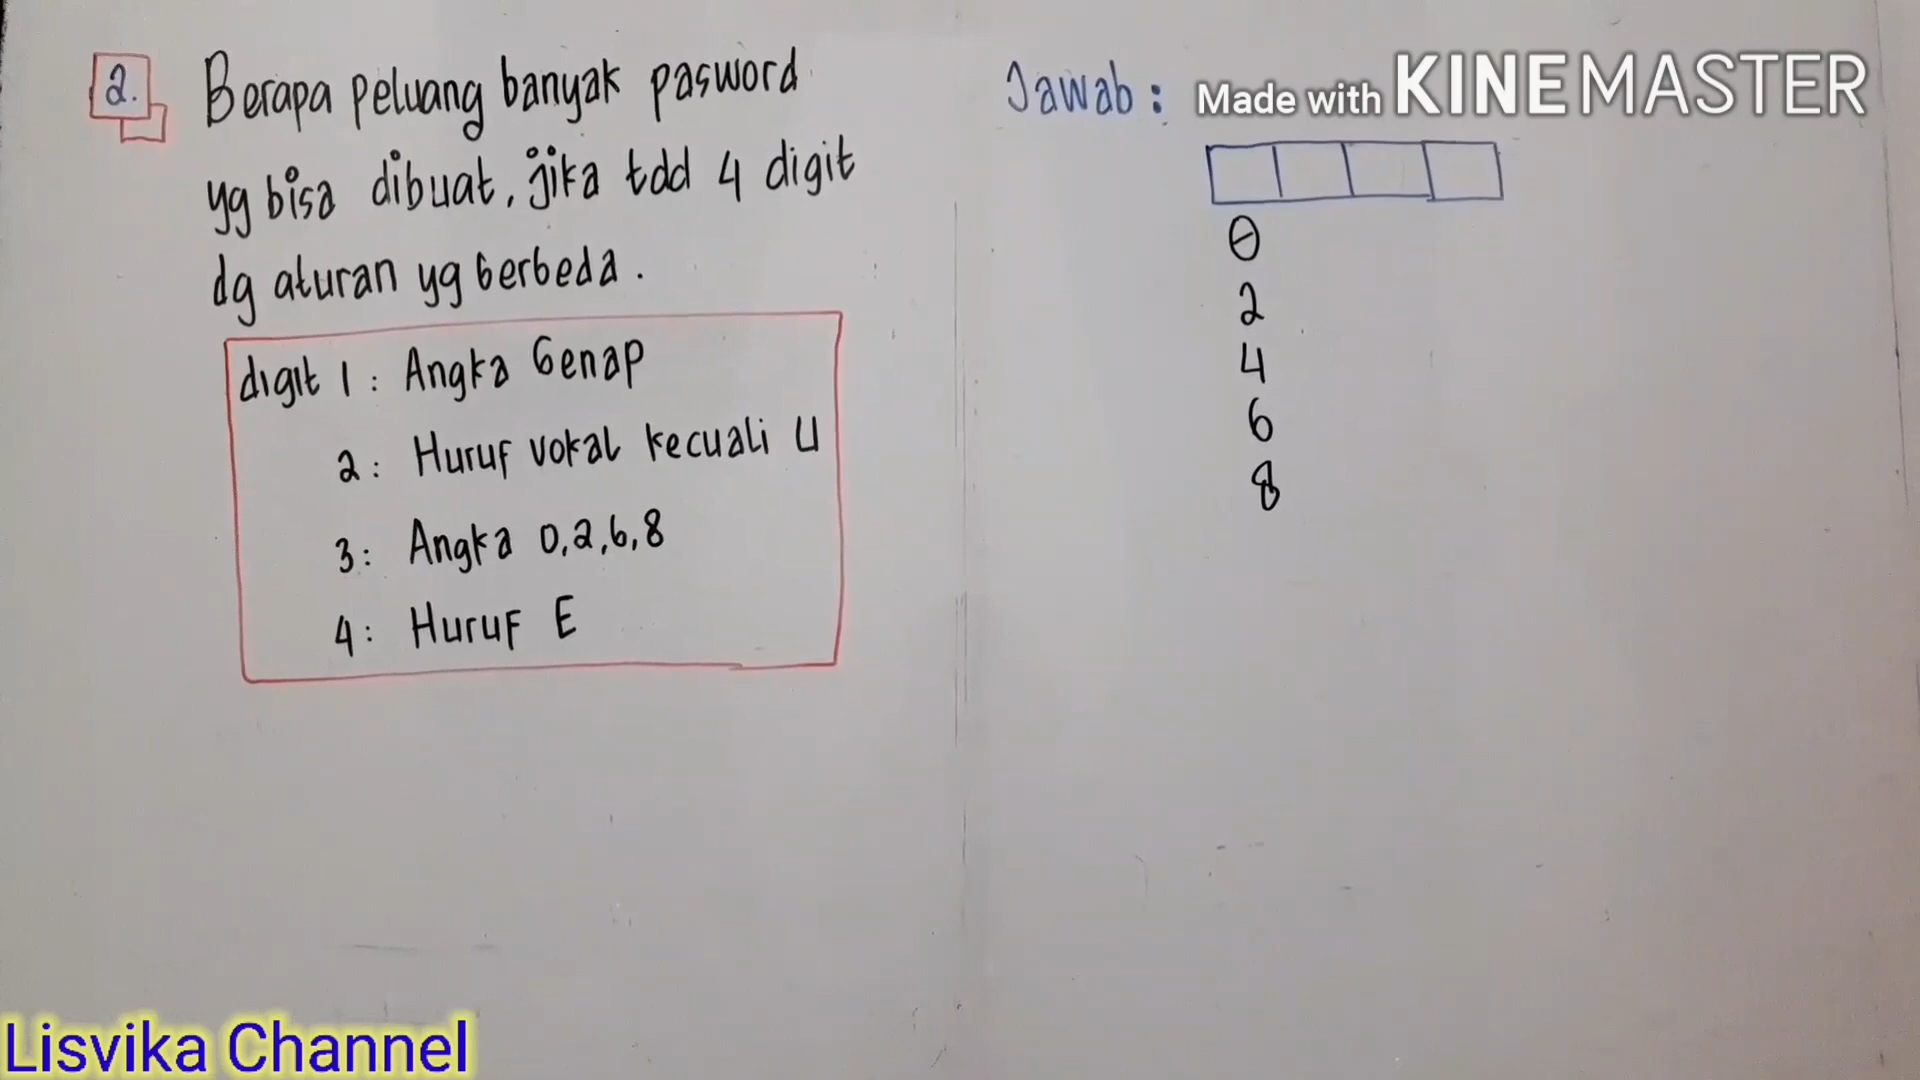 2. Berapa peluang banyak pasword
yg bisa dibuat, jika tdd 4 digit
dg aturan yg berbeda.
digit 1 : Angka Genap
2 : Huruf vokal kecuali U
3 : Angka 0,2,6,8
4 : Huruf E
Jawab :
Made with KINEMASTER
0
2
4
6
8
Lisvika Channel